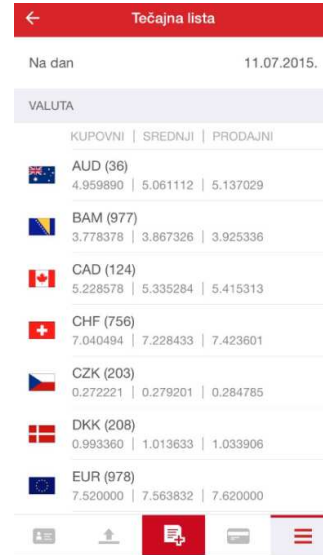 Tečajna lista
Na dan 11.07.2015.
VALUTA
KUPOVNI | SREDNJI | PRODAJNI
AUD (36)
4.959890 | 5.061112 | 5.137029
BAM (977)
3.778378 | 3.867326 | 3.925336
CAD (124)
5.228578 | 5.335284 | 5.415313
CHF (756)
7.040494 | 7.228433 | 7.423601
CZK (203)
0.272221 | 0.279201 | 0.284785
DKK (208)
0.993360 | 1.013633 | 1.033906
EUR (978)
7.520000 | 7.563832 | 7.620000